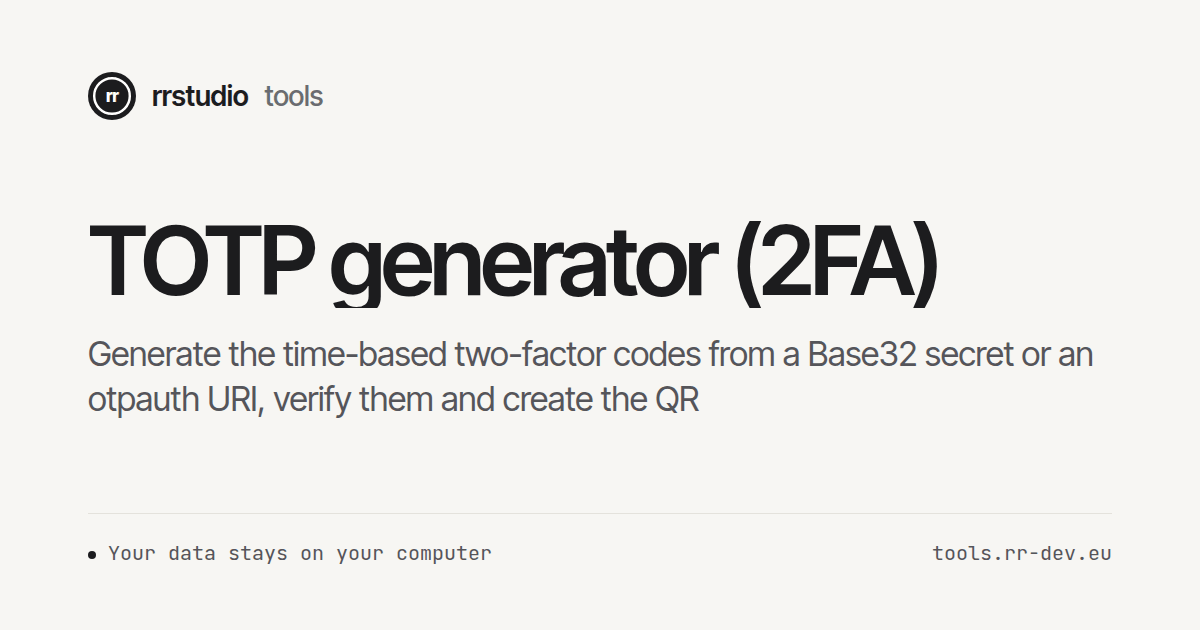 rr rrstudio tools
TOTP generator (2FA)
Generate the time-based two-factor codes from a Base32 secret or an
otpauth URI, verify them and create the QR
Your data stays on your computer
tools.rr-dev.eu